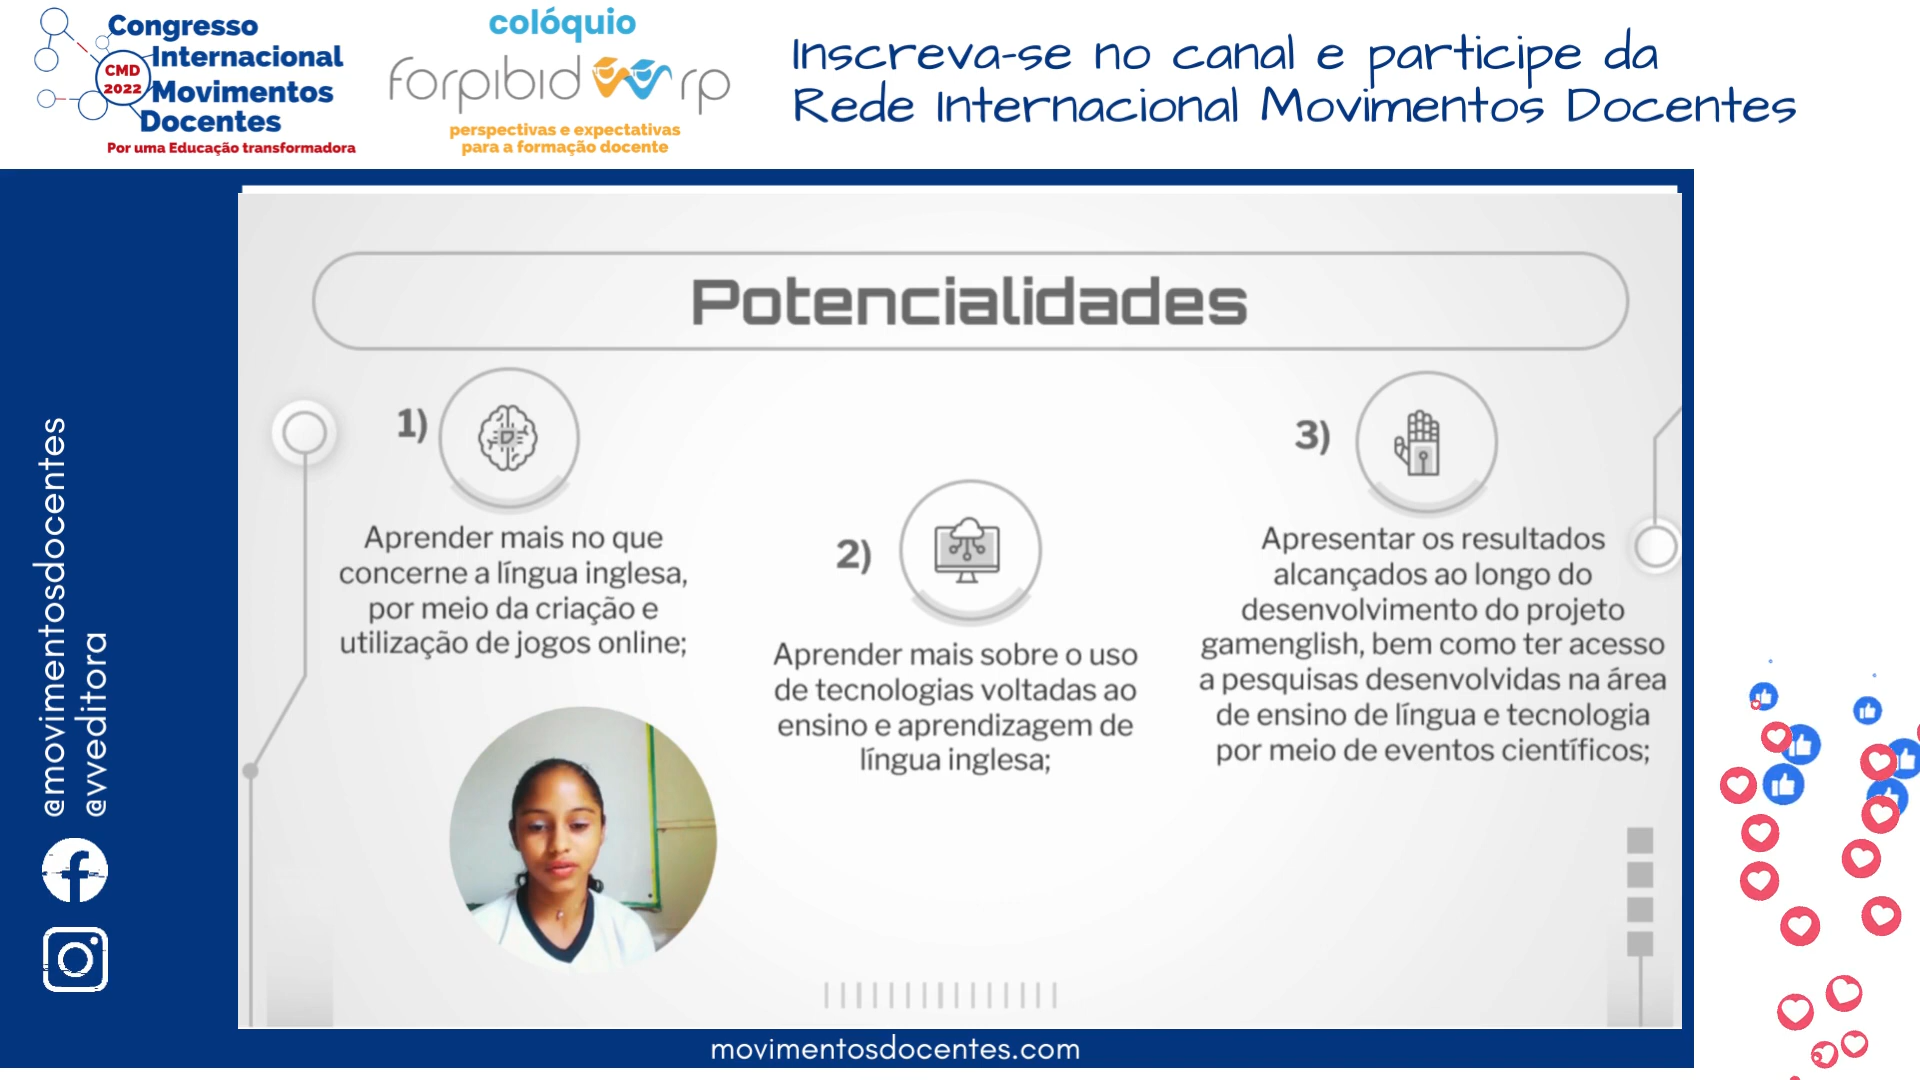 Congresso
Internacional
CMD
2022
Movimentos
Docentes
Por uma Educação transformadora
colóquio
forpibid rp
perspectivas e expectativas
para a formação docente
Inscreva-se no canal e participe da
Rede Internacional Movimentos Docentes
@movimentosdocentes
@vveditora
Potencialidades
1)
Aprender mais no que
concerne a língua inglesa,
por meio da criação e
utilização de jogos online;
2)
Aprender mais sobre o uso
de tecnologias voltadas ao
ensino e aprendizagem de
língua inglesa;
3)
Apresentar os resultados
alcançados ao longo do
desenvolvimento do projeto
gamenglish, bem como ter acesso
a pesquisas desenvolvidas na área
de ensino de língua e tecnologia
por meio de eventos científicos;
movimentosdocentes.com